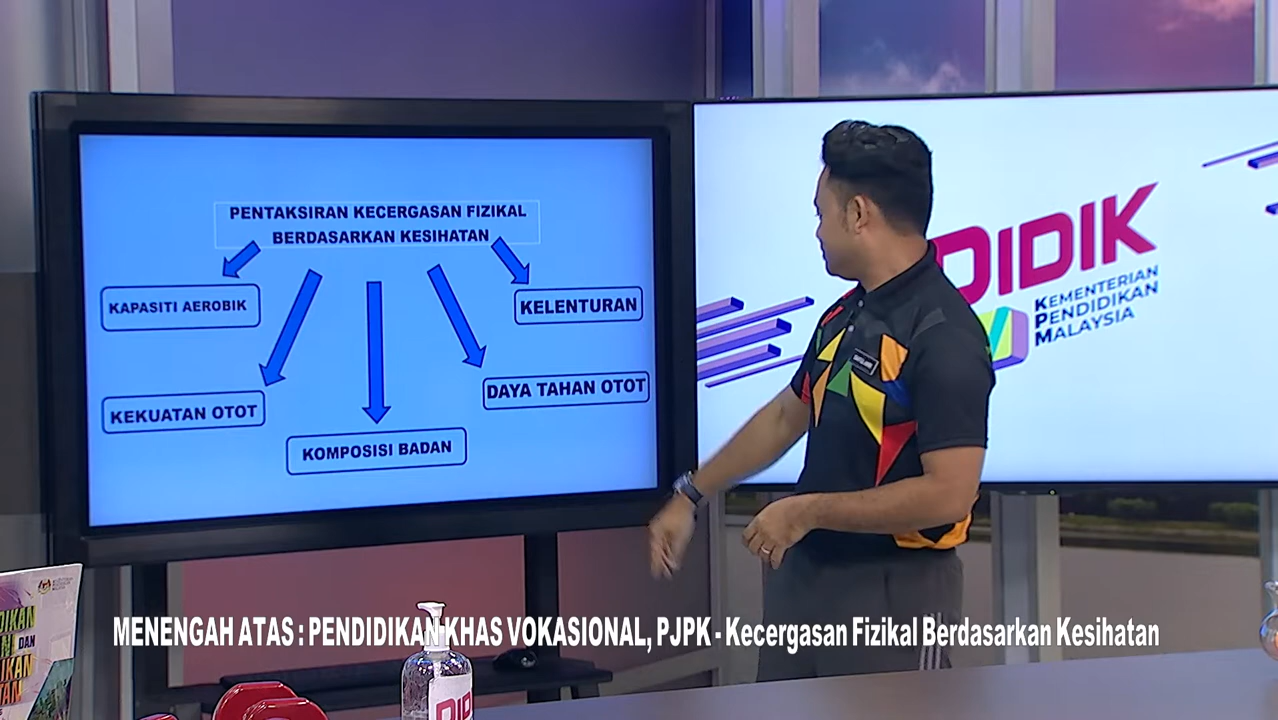 PENTAKSIRAN KECERGASAN FIZIKAL
BERDASARKAN KESIHATAN
KAPASITI AEROBIK
KELENTURAN
KEKUATAN OTOT
DAYA TAHAN OTOT
KOMPOSISI BADAN
DIDIK
KEMENTERIAN
PENDIDIKAN
MALAYSIA
MENENGAH ATAS : PENDIDIKAN KHAS VOKASIONAL, PJPK - Kecergasan Fizikal Berdasarkan Kesihatan